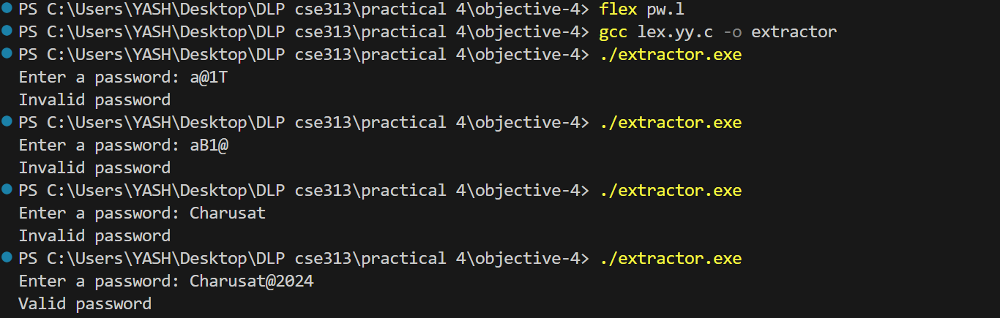 PS C:\Users\YASH\Desktop\DLP cse313\practical 4\objective-4> flex pw.l
PS C:\Users\YASH\Desktop\DLP cse313\practical 4\objective-4> gcc lex.yy.c -o extractor
PS C:\Users\YASH\Desktop\DLP cse313\practical 4\objective-4> ./extractor.exe
Enter a password: a@1T
Invalid password
PS C:\Users\YASH\Desktop\DLP cse313\practical 4\objective-4> ./extractor.exe
Enter a password: aB1@
Invalid password
PS C:\Users\YASH\Desktop\DLP cse313\practical 4\objective-4> ./extractor.exe
Enter a password: Charusat
Invalid password
PS C:\Users\YASH\Desktop\DLP cse313\practical 4\objective-4> ./extractor.exe
Enter a password: Charusat@2024
Valid password